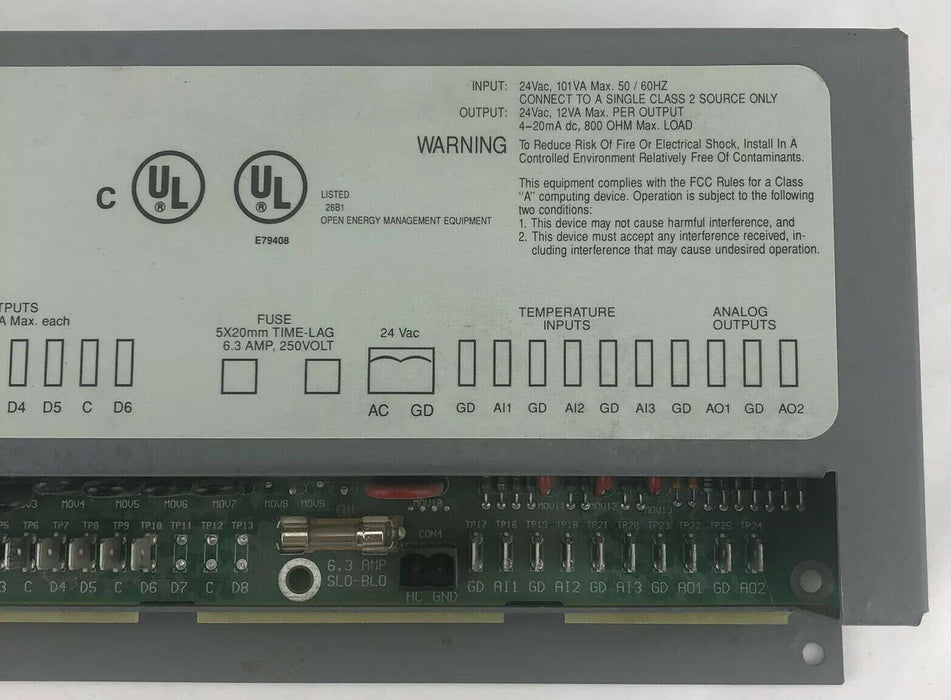 INPUT: 24Vac, 101VA Max. 50 / 60HZ
CONNECT TO A SINGLE CLASS 2 SOURCE ONLY
OUTPUT: 24Vac, 12VA Max. PER OUTPUT
4-20mA dc, 800 OHM Max. LOAD
WARNING To Reduce Risk Of Fire Or Electrical Shock, Install In A
Controlled Environment Relatively Free Of Contaminants.
This equipment complies with the FCC Rules for a Class
"A" computing device. Operation is subject to the following
two conditions:
1. This device may not cause harmful interference, and
2. This device must accept any interference received, in-
cluding interference that may cause undesired operation.
C UL ® UL ®
LISTED
26B1
OPEN ENERGY MANAGEMENT EQUIPMENT
E79408
TPUTS
A Max. each
D4 D5 C D6
FUSE
5X20mm TIME-LAG
6.3 AMP, 250VOLT
24 Vac
AC GD
TEMPERATURE
INPUTS
ANALOG
OUTPUTS
GD AI1 GD AI2 GD AI3 GD AO1 GD AO2
MOV4 MOV5 MOV6 MOV7 MOV8 MOV9 MOV10 MOV11 MOV12 MOV13
TP6 TP7 TP8 TP9 TP10 TP11 TP12 TP13 CON4 TP17 TP16 TP19 TP18 TP21 TP20 TP23 TP22 TP25 TP24
C D4 D5 C D6 D7 C D8
6.3 AMP
SLO-BLO
AC GND
GD AI1 GD AI2 GD AI3 GD AO1 GD AO2